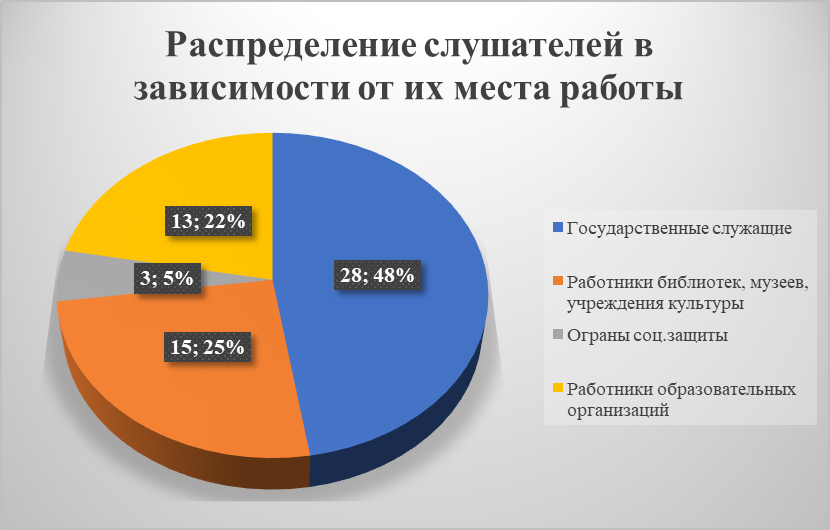 Распределение слушателей в
зависимости от их места работы
13; 22%
3; 5%
28; 48%
15; 25%
Государственные служащие
Работники библиотек, музеев,
учреждения культуры
Ограны соц.защиты
Работники образовательных
организаций